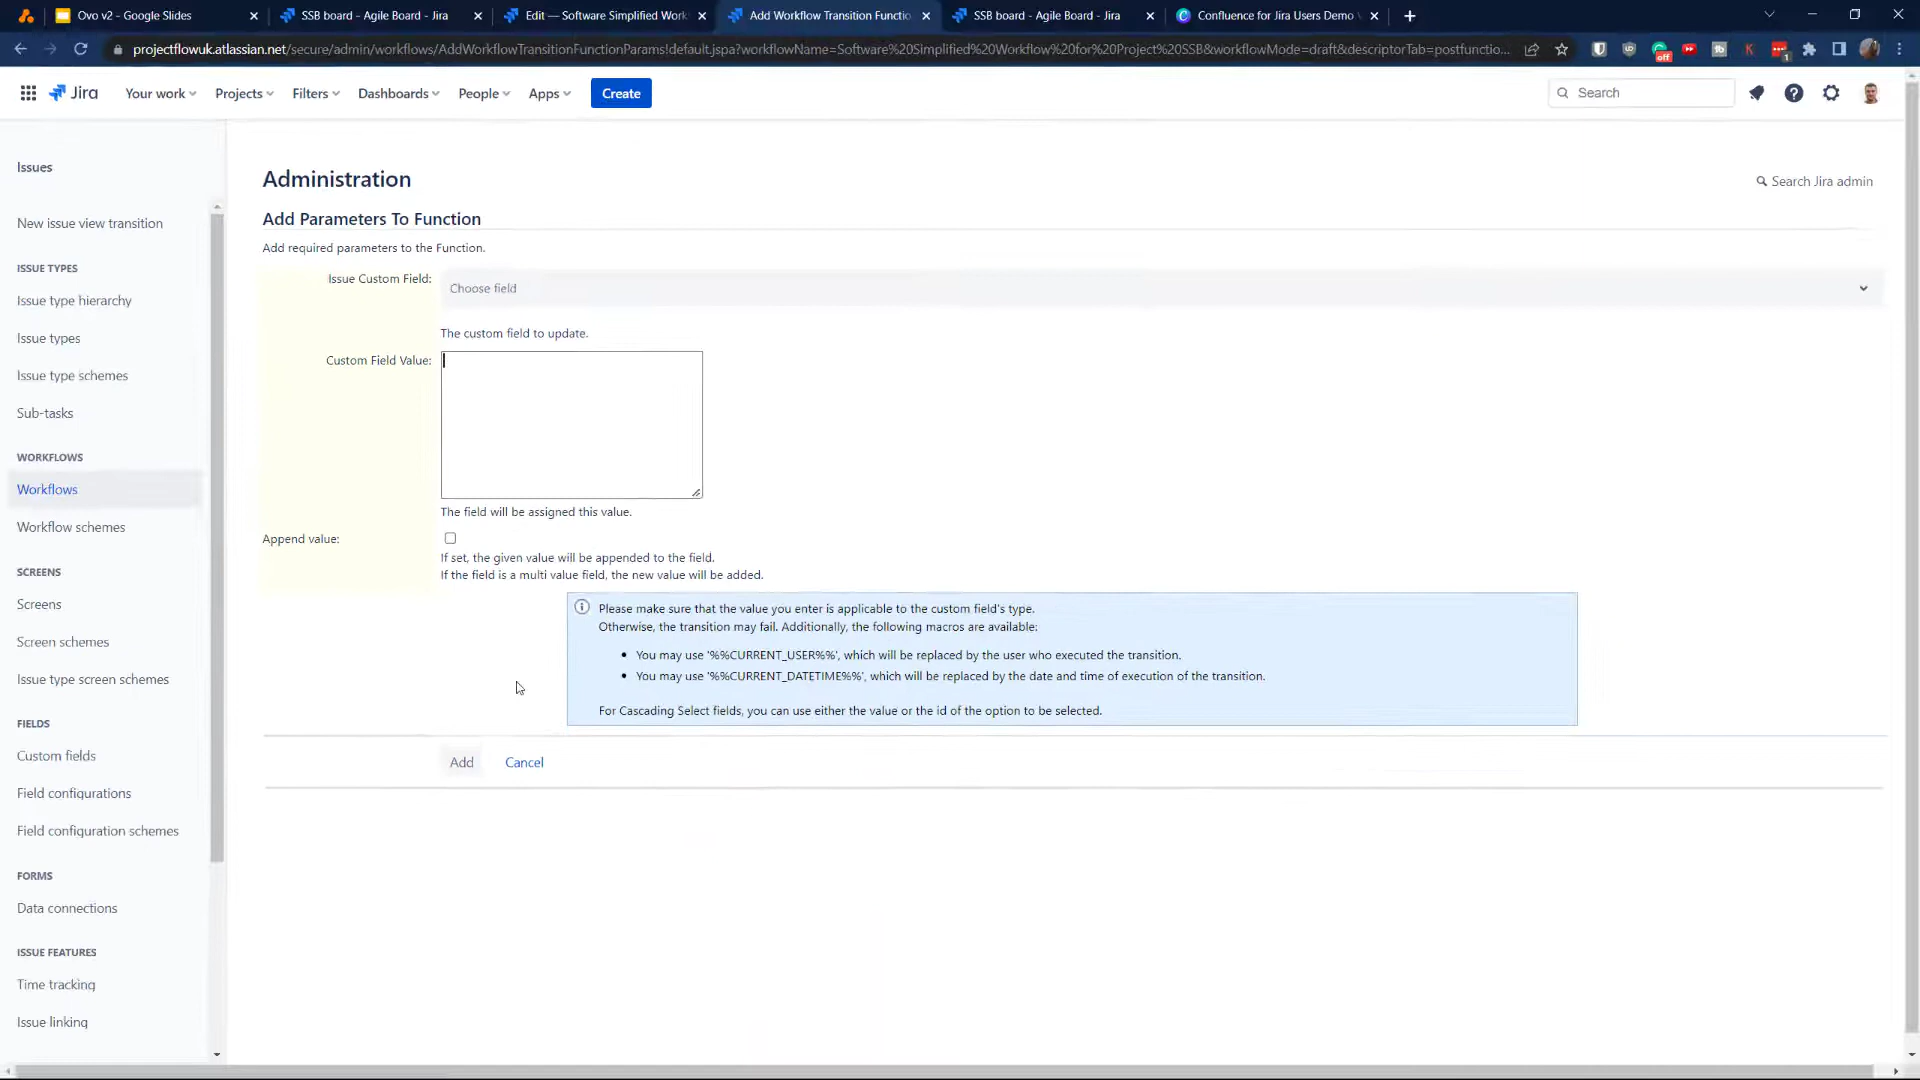 Ovo v2 - Google Slides
SSB board - Agile Board - Jira
Edit — Software Simplified Work
Add Workflow Transition Functio
SSB board - Agile Board - Jira
Confluence for Jira Users Demo
projectflowuk.atlassian.net/secure/admin/workflows/AddWorkflowTransitionFunctionParams!default.jspa?workflowName=Software%20Simplified%20Workflow%20for%20Project%20SSB&workflowMode=draft&descriptorTab=postfunctio...
off
1
Jira
Your work
Projects
Filters
Dashboards
People
Apps
Create
Search
Issues
New issue view transition
ISSUE TYPES
Issue type hierarchy
Issue types
Issue type schemes
Sub-tasks
WORKFLOWS
Workflows
Workflow schemes
SCREENS
Screens
Screen schemes
Issue type screen schemes
FIELDS
Custom fields
Field configurations
Field configuration schemes
FORMS
Data connections
ISSUE FEATURES
Time tracking
Issue linking
Administration
Search Jira admin
Add Parameters To Function
Add required parameters to the Function.
Issue Custom Field:
Choose field
The custom field to update.
Custom Field Value:
The field will be assigned this value.
Append value:
If set, the given value will be appended to the field.
If the field is a multi value field, the new value will be added.
Please make sure that the value you enter is applicable to the custom field's type.
Otherwise, the transition may fail. Additionally, the following macros are available:
• You may use '%%CURRENT_USER%%', which will be replaced by the user who executed the transition.
• You may use '%%CURRENT_DATETIME%%', which will be replaced by the date and time of execution of the transition.
For Cascading Select fields, you can use either the value or the id of the option to be selected.
Add
Cancel